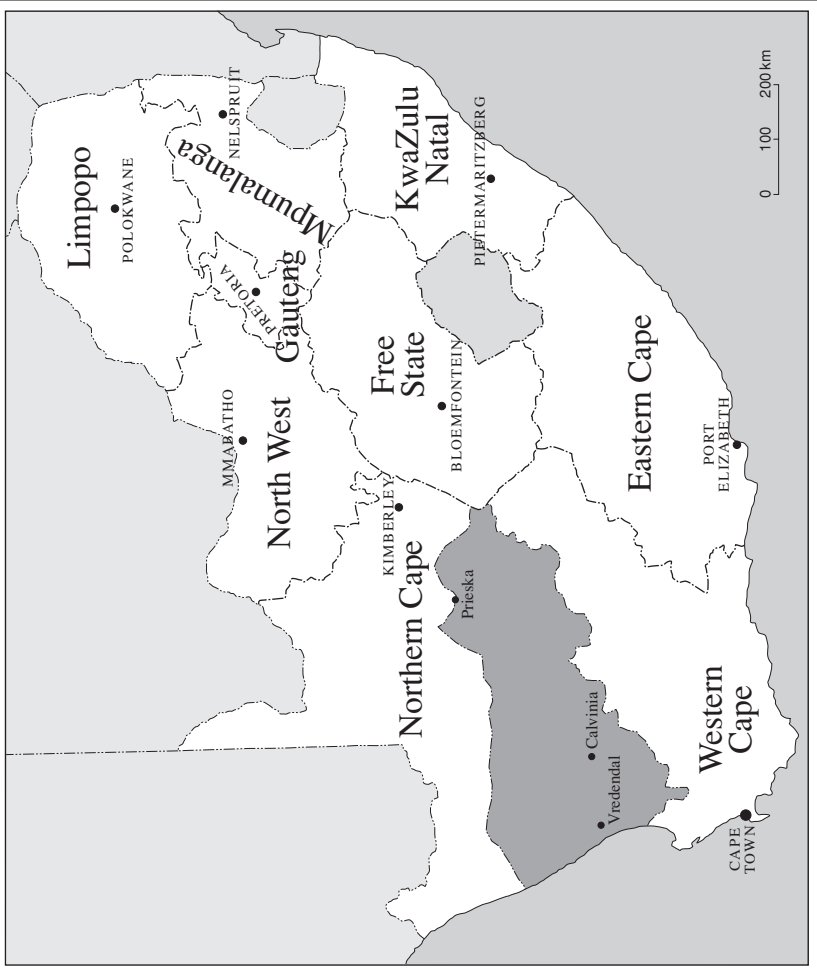 Limpopo
POLOKWANE
NELSPRUIT
Mpumalanga
PRETORIA
Gauteng
MMABATHO
North West
KwaZulu
Natal
PIETERMARITZBERG
Free
State
BLOEMFONTEIN
KIMBERLEY
Northern Cape
Prieska
Eastern Cape
PORT
ELIZABETH
Calvinia
Vredendal
Western
Cape
CAPE
TOWN
0 100 200 km